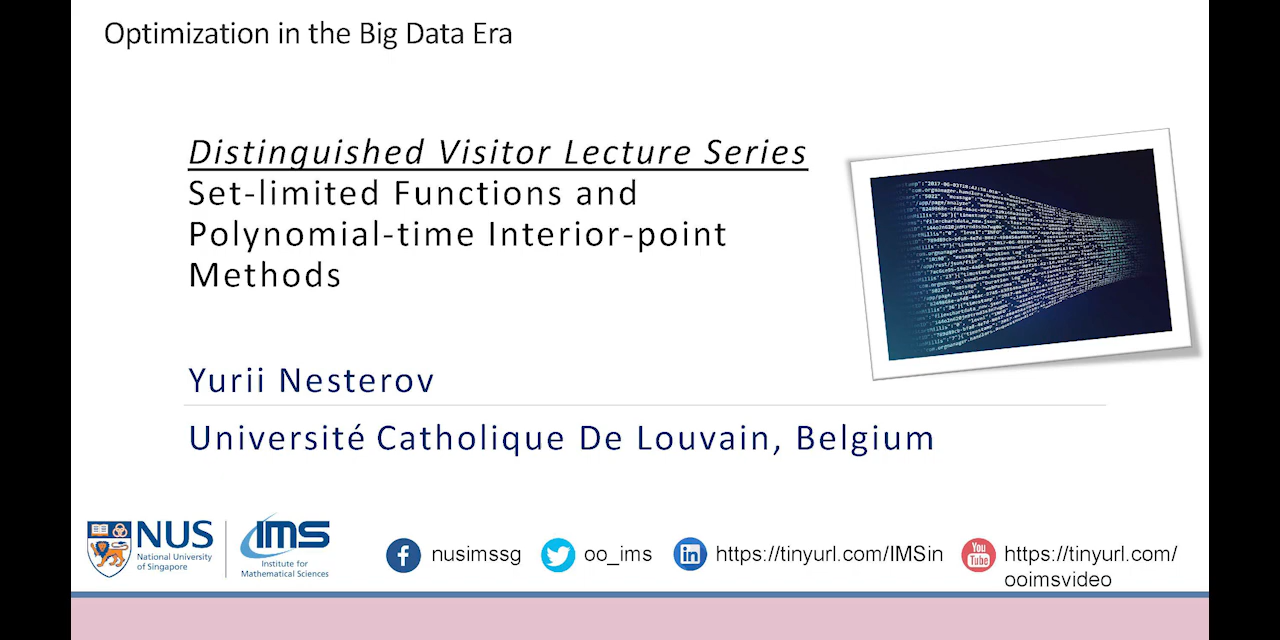 Optimization in the Big Data Era
Distinguished Visitor Lecture Series
Set-limited Functions and
Polynomial-time Interior-point
Methods
Yurii Nesterov
Université Catholique De Louvain, Belgium
NUS
National University
of Singapore
IMS
Institute for
Mathematical Sciences
nusimssg
oo_ims
https://tinyurl.com/IMSin
You
Tube
https://tinyurl.com/
ooimsvideo